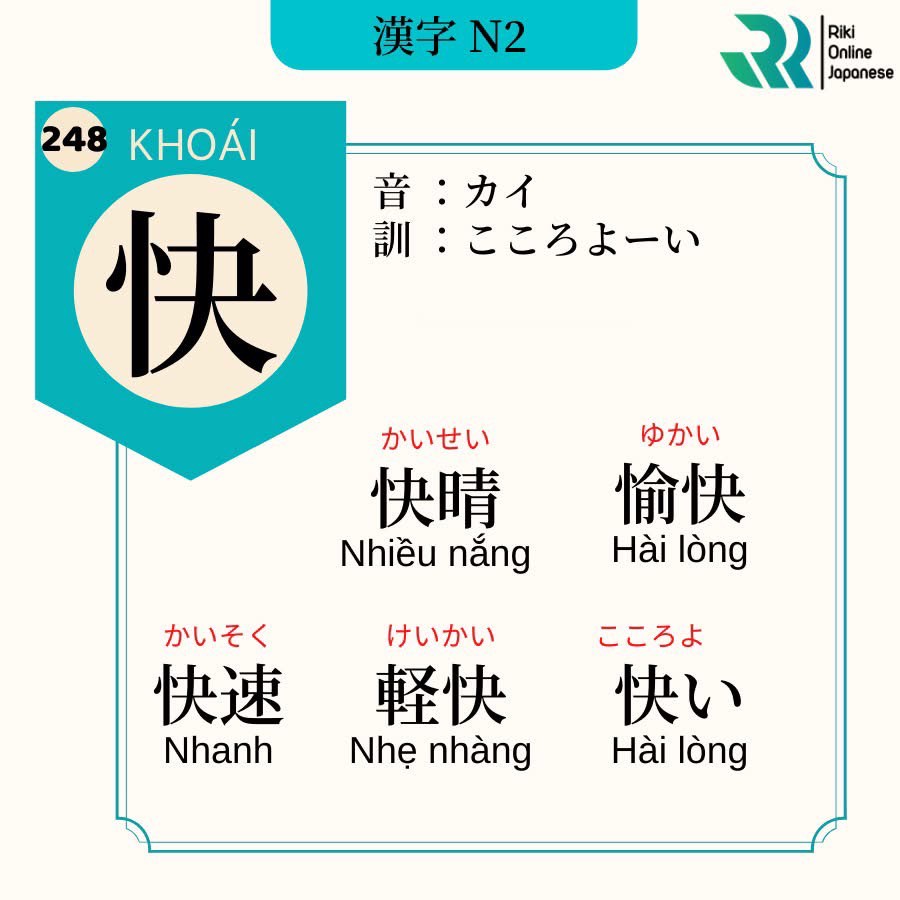 漢字 N2
Riki
Online
Japanese
248 KHOÁI
快
音 ：カイ
訓 ：こころよーい
かいせい
快晴
Nhiều nắng
ゆかい
愉快
Hài lòng
かいそく
快速
Nhanh
けいかい
軽快
Nhẹ nhàng
こころよ
快い
Hài lòng